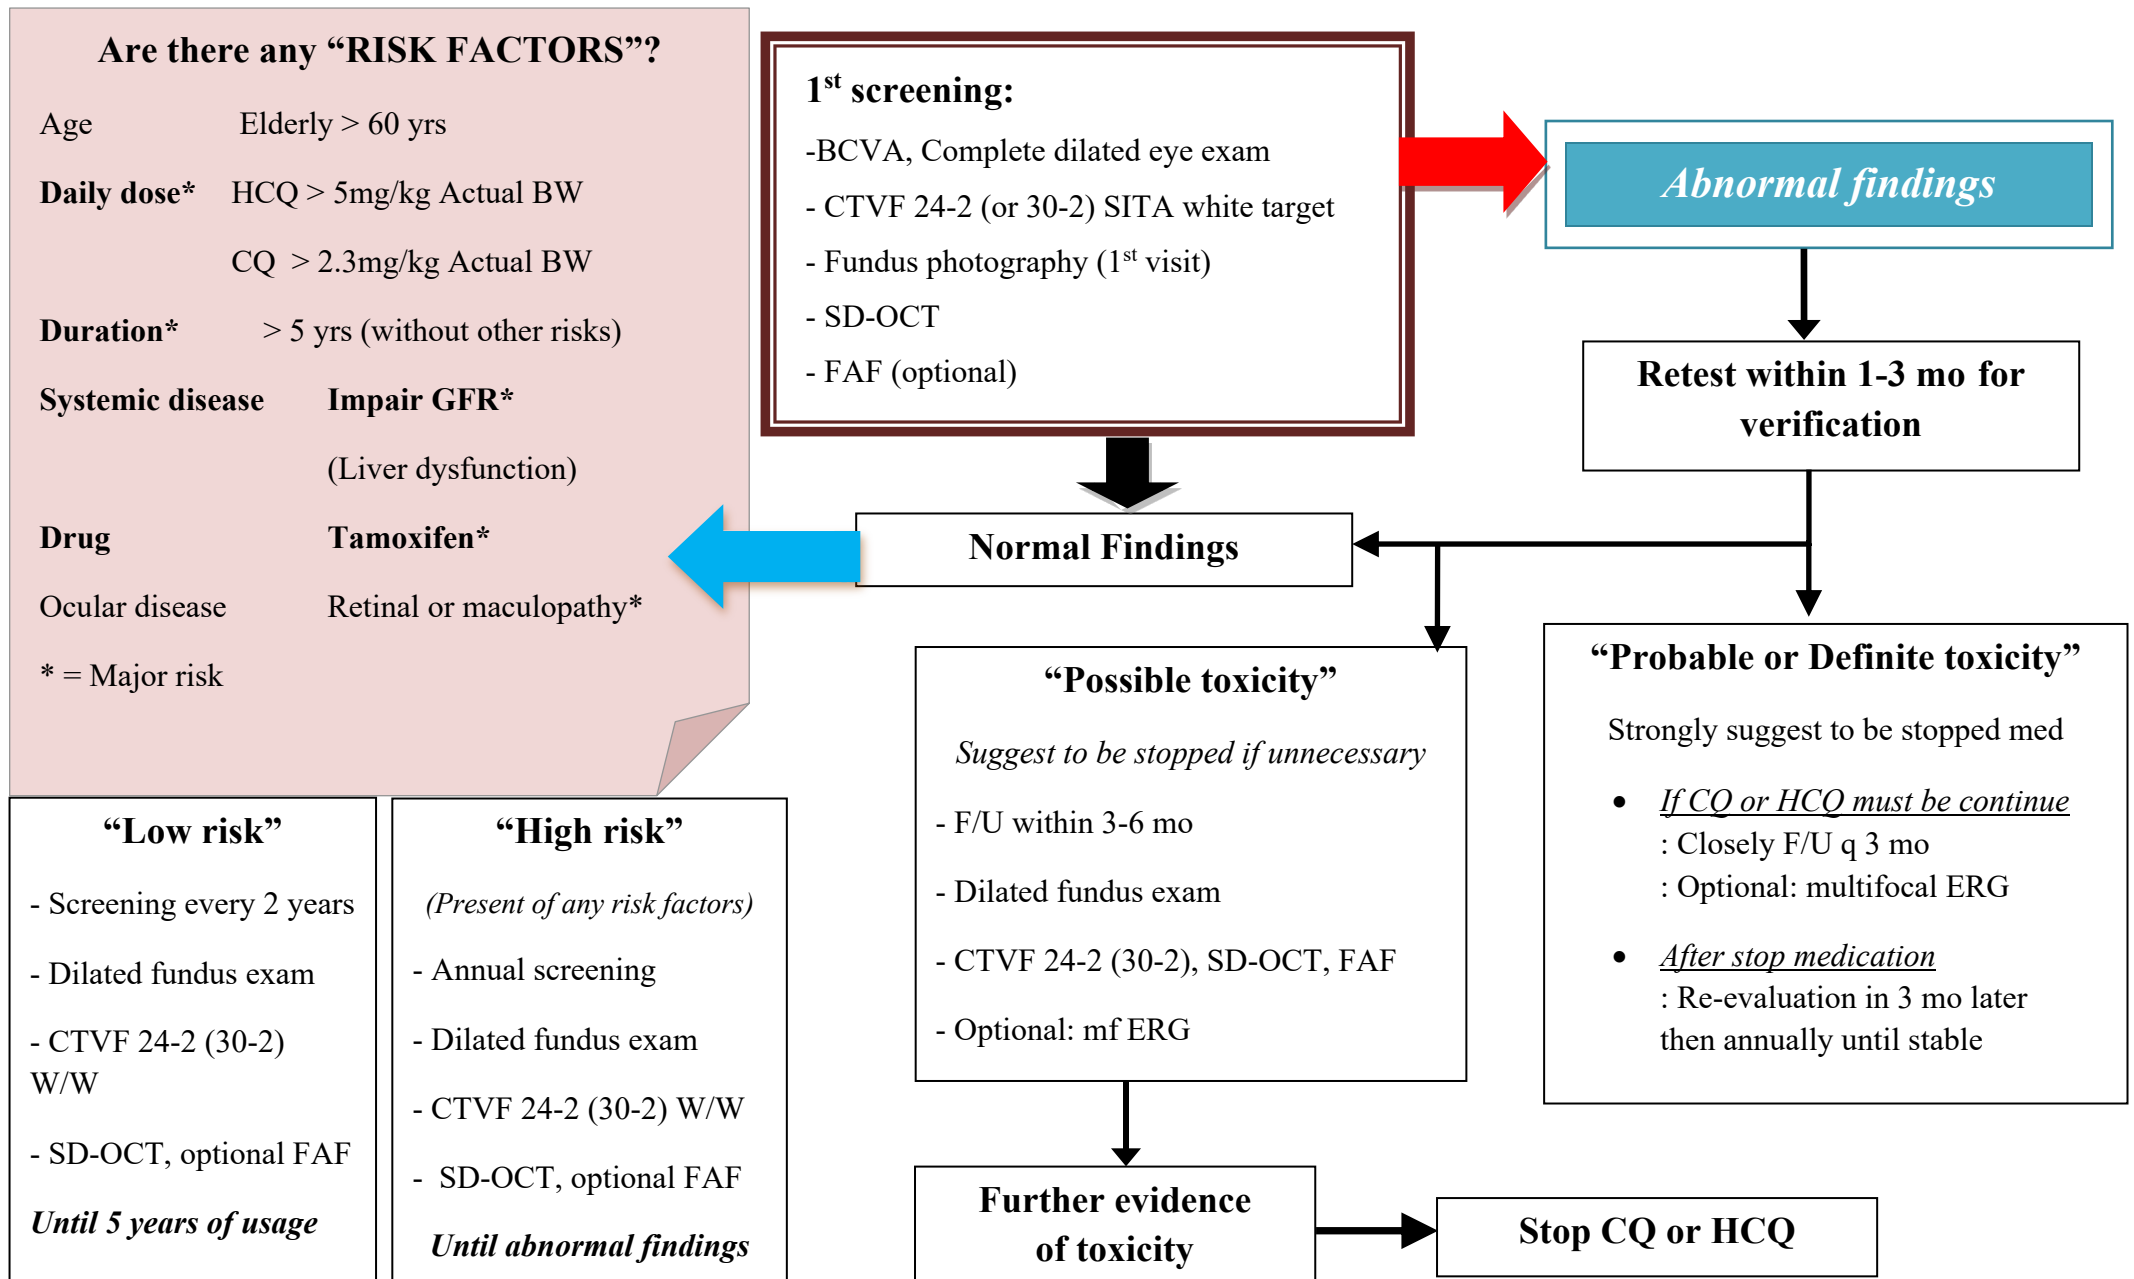 Are there any “RISK FACTORS”?
Age Elderly > 60 yrs
Daily dose* HCQ > 5mg/kg Actual BW
CQ > 2.3mg/kg Actual BW
Duration* > 5 yrs (without other risks)
Systemic disease Impair GFR*
(Liver dysfunction)
Drug Tamoxifen*
Ocular disease Retinal or maculopathy*
* = Major risk
1st screening:
-BCVA, Complete dilated eye exam
- CTVF 24-2 (or 30-2) SITA white target
- Fundus photography (1st visit)
- SD-OCT
- FAF (optional)
Abnormal findings
Retest within 1-3 mo for
verification
Normal Findings
“Low risk”
- Screening every 2 years
- Dilated fundus exam
- CTVF 24-2 (30-2)
W/W
- SD-OCT, optional FAF
Until 5 years of usage
“High risk”
(Present of any risk factors)
- Annual screening
- Dilated fundus exam
- CTVF 24-2 (30-2) W/W
- SD-OCT, optional FAF
Until abnormal findings
“Possible toxicity”
Suggest to be stopped if unnecessary
- F/U within 3-6 mo
- Dilated fundus exam
- CTVF 24-2 (30-2), SD-OCT, FAF
- Optional: mf ERG
“Probable or Definite toxicity”
Strongly suggest to be stopped med
• If CQ or HCQ must be continue
: Closely F/U q 3 mo
: Optional: multifocal ERG
• After stop medication
: Re-evaluation in 3 mo later
then annually until stable
Further evidence
of toxicity
Stop CQ or HCQ